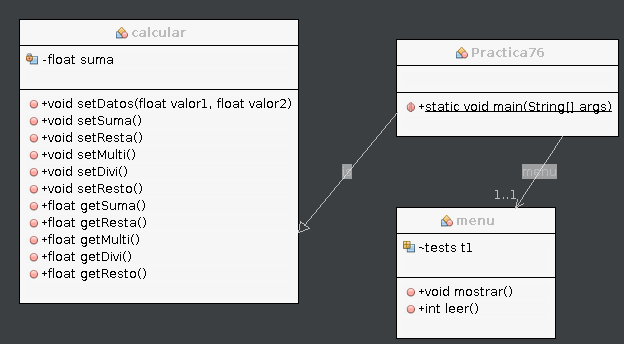 calcular
-float suma
+void setDatos(float valor1, float valor2)
+void setSuma()
+void setResta()
+void setMulti()
+void setDivi()
+void setResto()
+float getSuma()
+float getResta()
+float getMulti()
+float getDivi()
+float getResto()
Practica76
+static void main(String[] args)
menu
1..1
menu
~tests t1
+void mostrar()
+int leer()